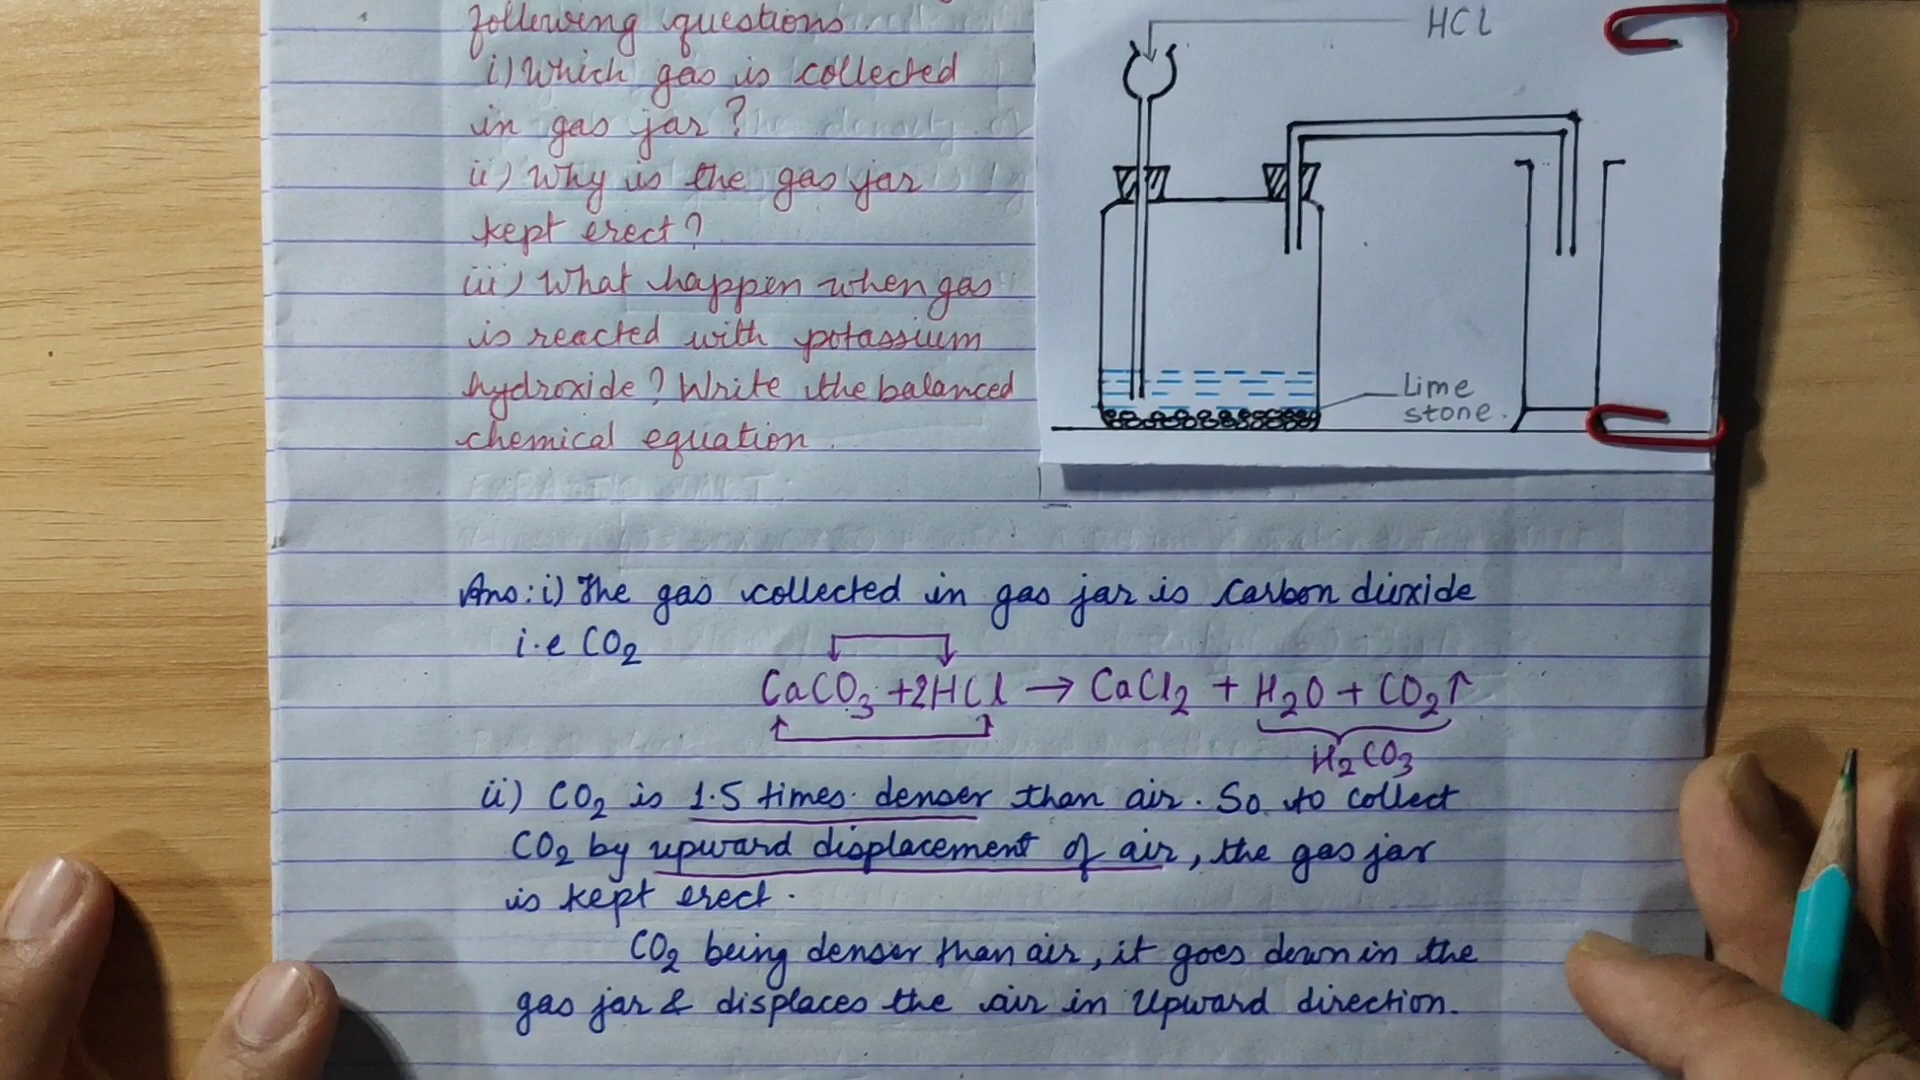 following questions
i) Which gas is collected
in gas jar?
ii) Why is the gas jar
kept erect?
iii) What happen when gas
is reacted with potassium
hydroxide? Write the balanced
chemical equation.
HCl
Lime
stone.
Ans: i) The gas collected in gas jar is Carbon dioxide
i.e CO2
CaCO3 + 2HCl → CaCl2 + H2O + CO2↑
H2CO3
ii) CO2 is 1.5 times denser than air. So to collect
CO2 by upward displacement of air, the gas jar
is kept erect.
CO2 being denser than air, it goes down in the
gas jar & displaces the air in Upward direction.